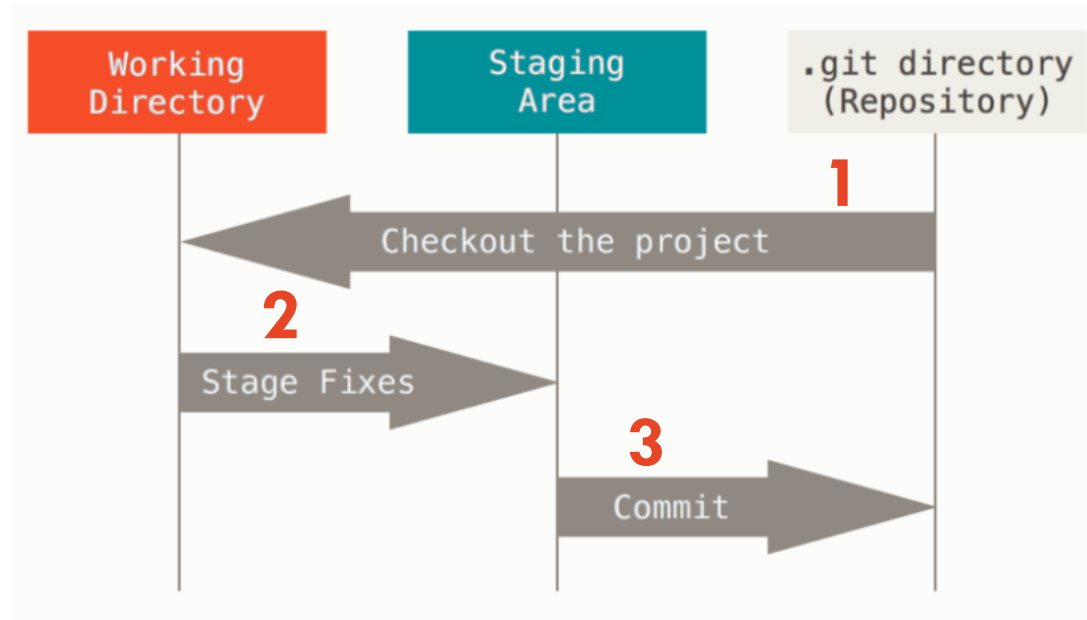 Working
Directory
Staging
Area
.git directory
(Repository)
1
Checkout the project
2
Stage Fixes
3
Commit